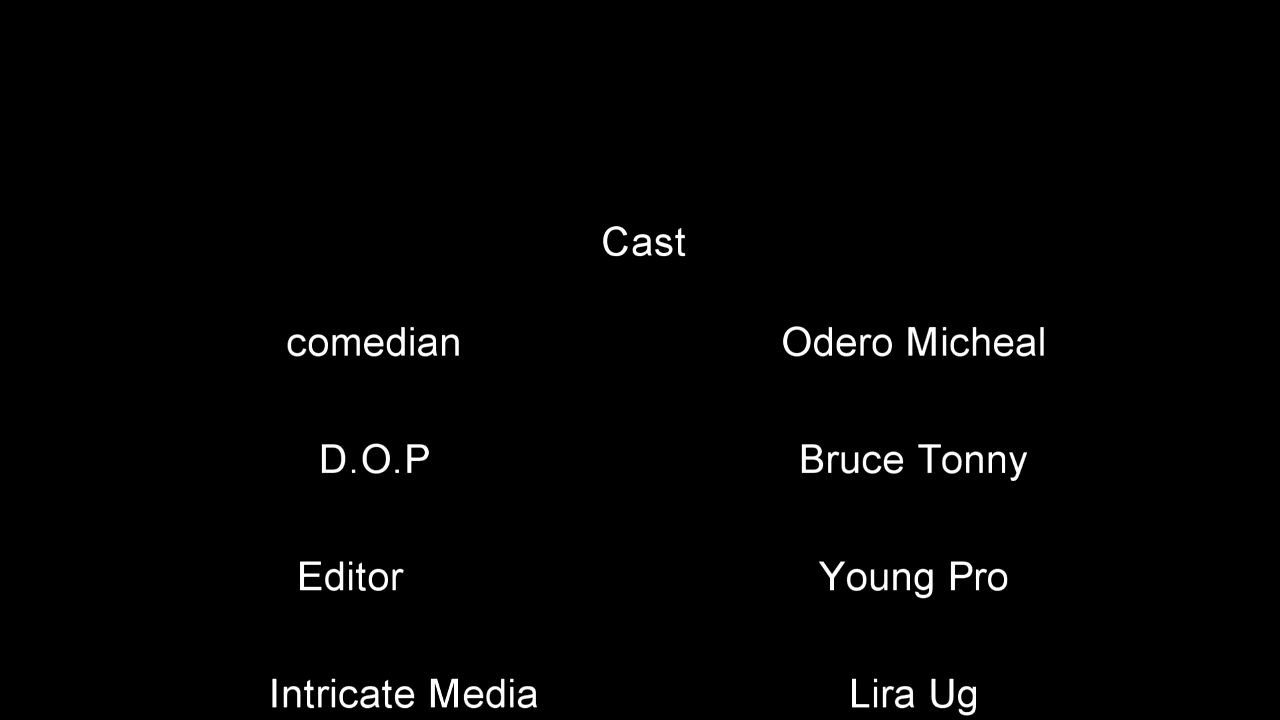 Cast
comedian Odero Micheal
D.O.P Bruce Tonny
Editor Young Pro
Intricate Media Lira Ug